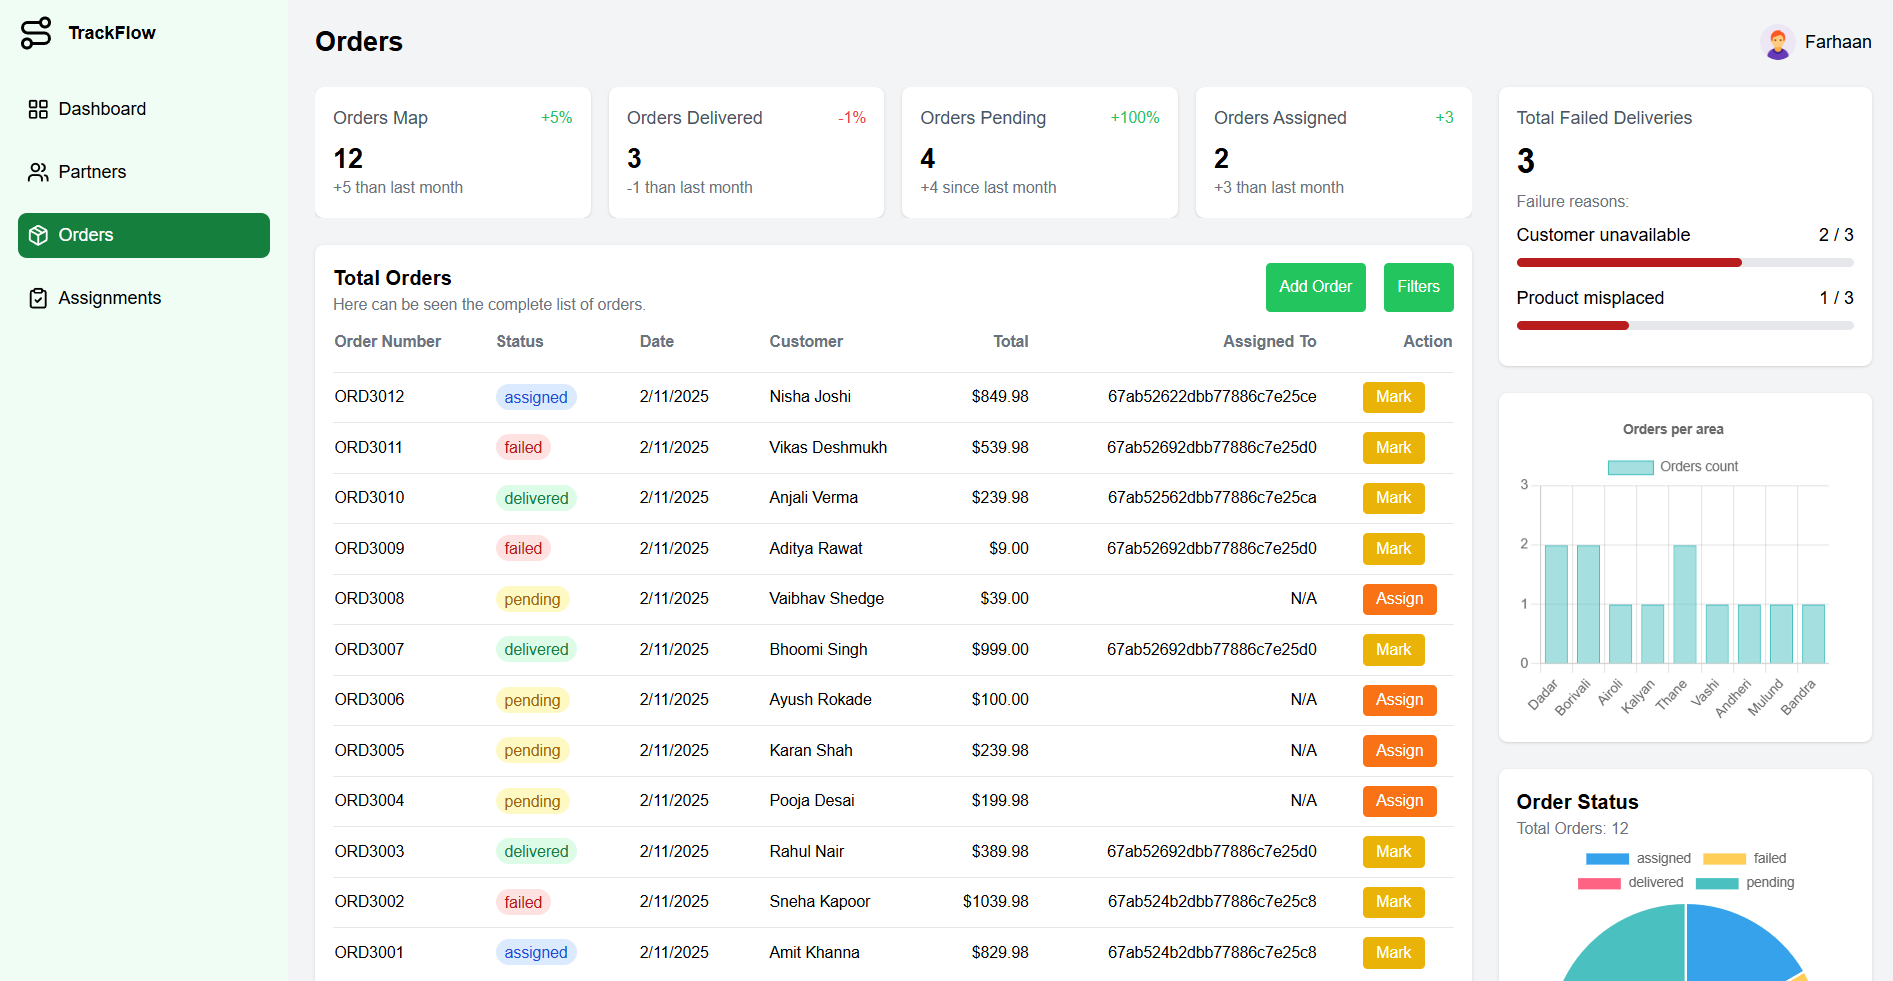 TrackFlow
Dashboard
Partners
Orders
Assignments
Orders
Farhaan
Orders Map +5%
12
+5 than last month
Orders Delivered -1%
3
-1 than last month
Orders Pending +100%
4
+4 since last month
Orders Assigned +3
2
+3 than last month
Total Orders
Here can be seen the complete list of orders.
Add Order Filters
Order Number Status Date Customer Total Assigned To Action
ORD3012 assigned 2/11/2025 Nisha Joshi $849.98 67ab52622dbb77886c7e25ce Mark
ORD3011 failed 2/11/2025 Vikas Deshmukh $539.98 67ab52692dbb77886c7e25d0 Mark
ORD3010 delivered 2/11/2025 Anjali Verma $239.98 67ab52562dbb77886c7e25ca Mark
ORD3009 failed 2/11/2025 Aditya Rawat $9.00 67ab52692dbb77886c7e25d0 Mark
ORD3008 pending 2/11/2025 Vaibhav Shedge $39.00 N/A Assign
ORD3007 delivered 2/11/2025 Bhoomi Singh $999.00 67ab52692dbb77886c7e25d0 Mark
ORD3006 pending 2/11/2025 Ayush Rokade $100.00 N/A Assign
ORD3005 pending 2/11/2025 Karan Shah $239.98 N/A Assign
ORD3004 pending 2/11/2025 Pooja Desai $199.98 N/A Assign
ORD3003 delivered 2/11/2025 Rahul Nair $389.98 67ab52692dbb77886c7e25d0 Mark
ORD3002 failed 2/11/2025 Sneha Kapoor $1039.98 67ab524b2dbb77886c7e25c8 Mark
ORD3001 assigned 2/11/2025 Amit Khanna $829.98 67ab524b2dbb77886c7e25c8 Mark
Total Failed Deliveries
3
Failure reasons:
Customer unavailable 2 / 3
Product misplaced 1 / 3
Orders per area
Orders count
3
2
1
0
Dadar Borivali Airoli Kalyan Thane Vashi Andheri Mulund Bandra
Order Status
Total Orders: 12
assigned failed
delivered pending